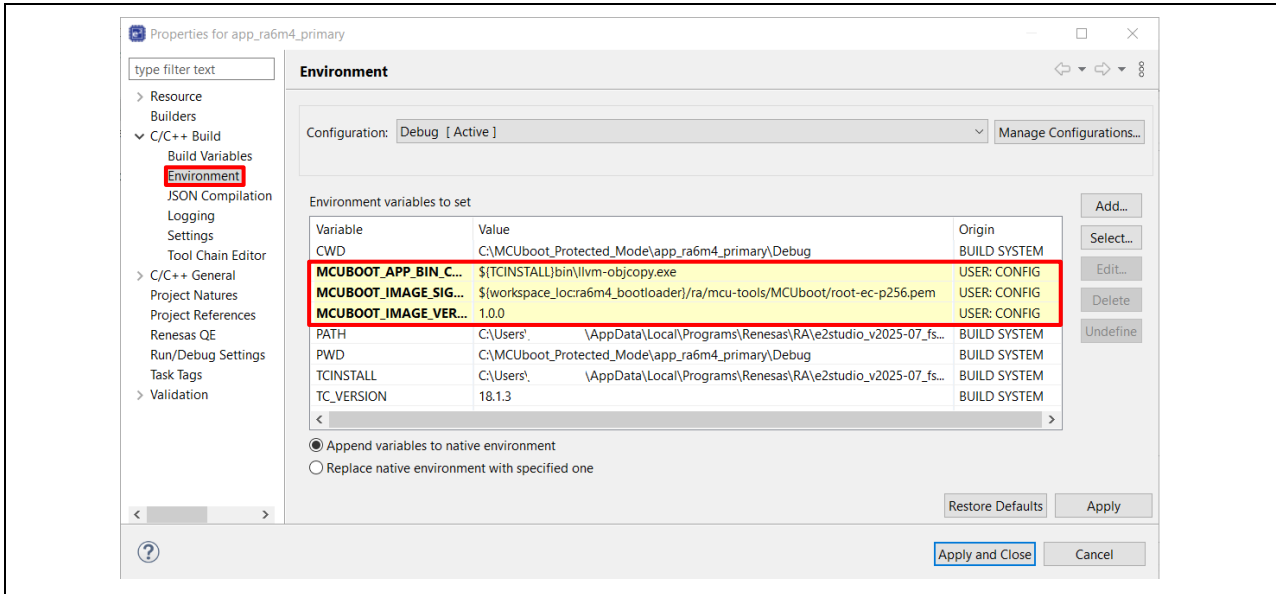 Properties for app_ra6m4_primary
type filter text
Environment
Resource
Builders
C/C++ Build
Build Variables
Environment
JSON Compilation
Logging
Settings
Tool Chain Editor
C/C++ General
Project Natures
Project References
Renesas QE
Run/Debug Settings
Task Tags
Validation
Configuration: Debug [ Active ] Manage Configurations...
Environment variables to set
Variable Value Origin
CWD C:\MCUboot_Protected_Mode\app_ra6m4_primary\Debug BUILD SYSTEM
MCUBOOT_APP_BIN_C... ${TCINSTALL}bin\llvm-objcopy.exe USER: CONFIG
MCUBOOT_IMAGE_SIG... ${workspace_loc:ra6m4_bootloader}/ra/mcu-tools/MCUboot/root-ec-p256.pem USER: CONFIG
MCUBOOT_IMAGE_VER... 1.0.0 USER: CONFIG
PATH C:\Users\ \AppData\Local\Programs\Renesas\RA\e2studio_v2025-07_fs... BUILD SYSTEM
PWD C:\MCUboot_Protected_Mode\app_ra6m4_primary\Debug BUILD SYSTEM
TCINSTALL C:\Users\ \AppData\Local\Programs\Renesas\RA\e2studio_v2025-07_fs... BUILD SYSTEM
TC_VERSION 18.1.3 BUILD SYSTEM
Add...
Select...
Edit...
Delete
Undefine
Append variables to native environment
Replace native environment with specified one
Restore Defaults Apply
Apply and Close Cancel